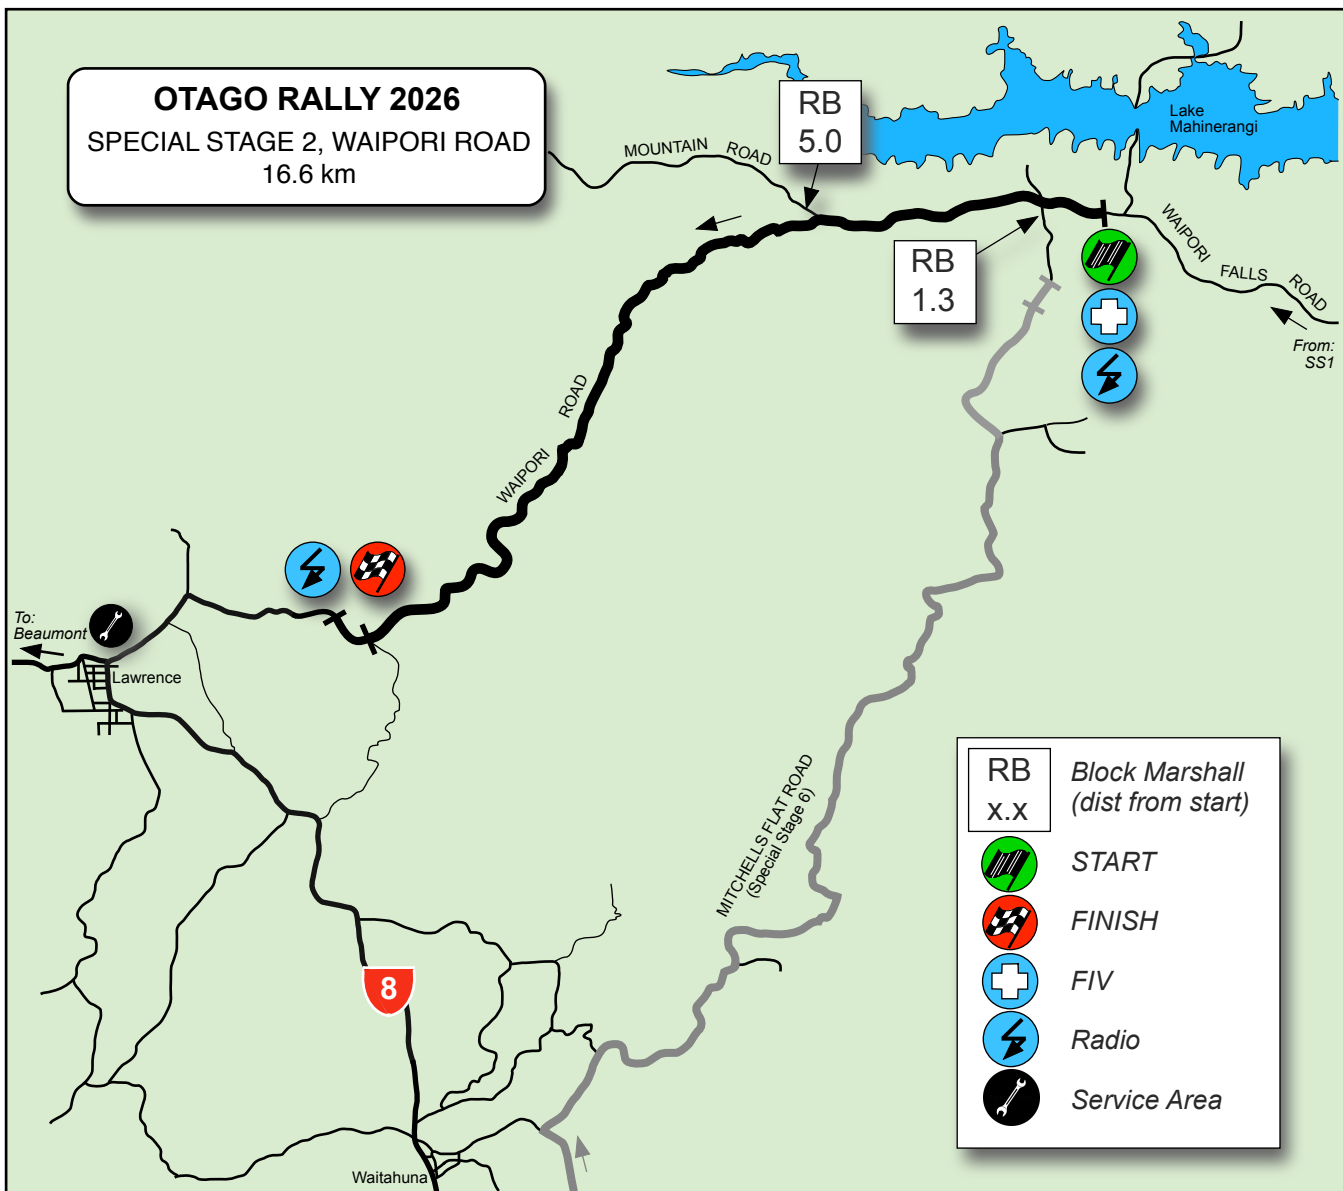 OTAGO RALLY 2026
SPECIAL STAGE 2, WAIPORI ROAD
16.6 km
RB
5.0
MOUNTAIN ROAD
Lake
Mahinerangi
WAIPORI FALLS ROAD
RB
1.3
From:
SS1
WAIPORI ROAD
To:
Beaumont
Lawrence
MITCHELLS FLAT ROAD
(Special Stage 6)
8
Waitahuna
RB
x.x
Block Marshall
(dist from start)
START
FINISH
FIV
Radio
Service Area